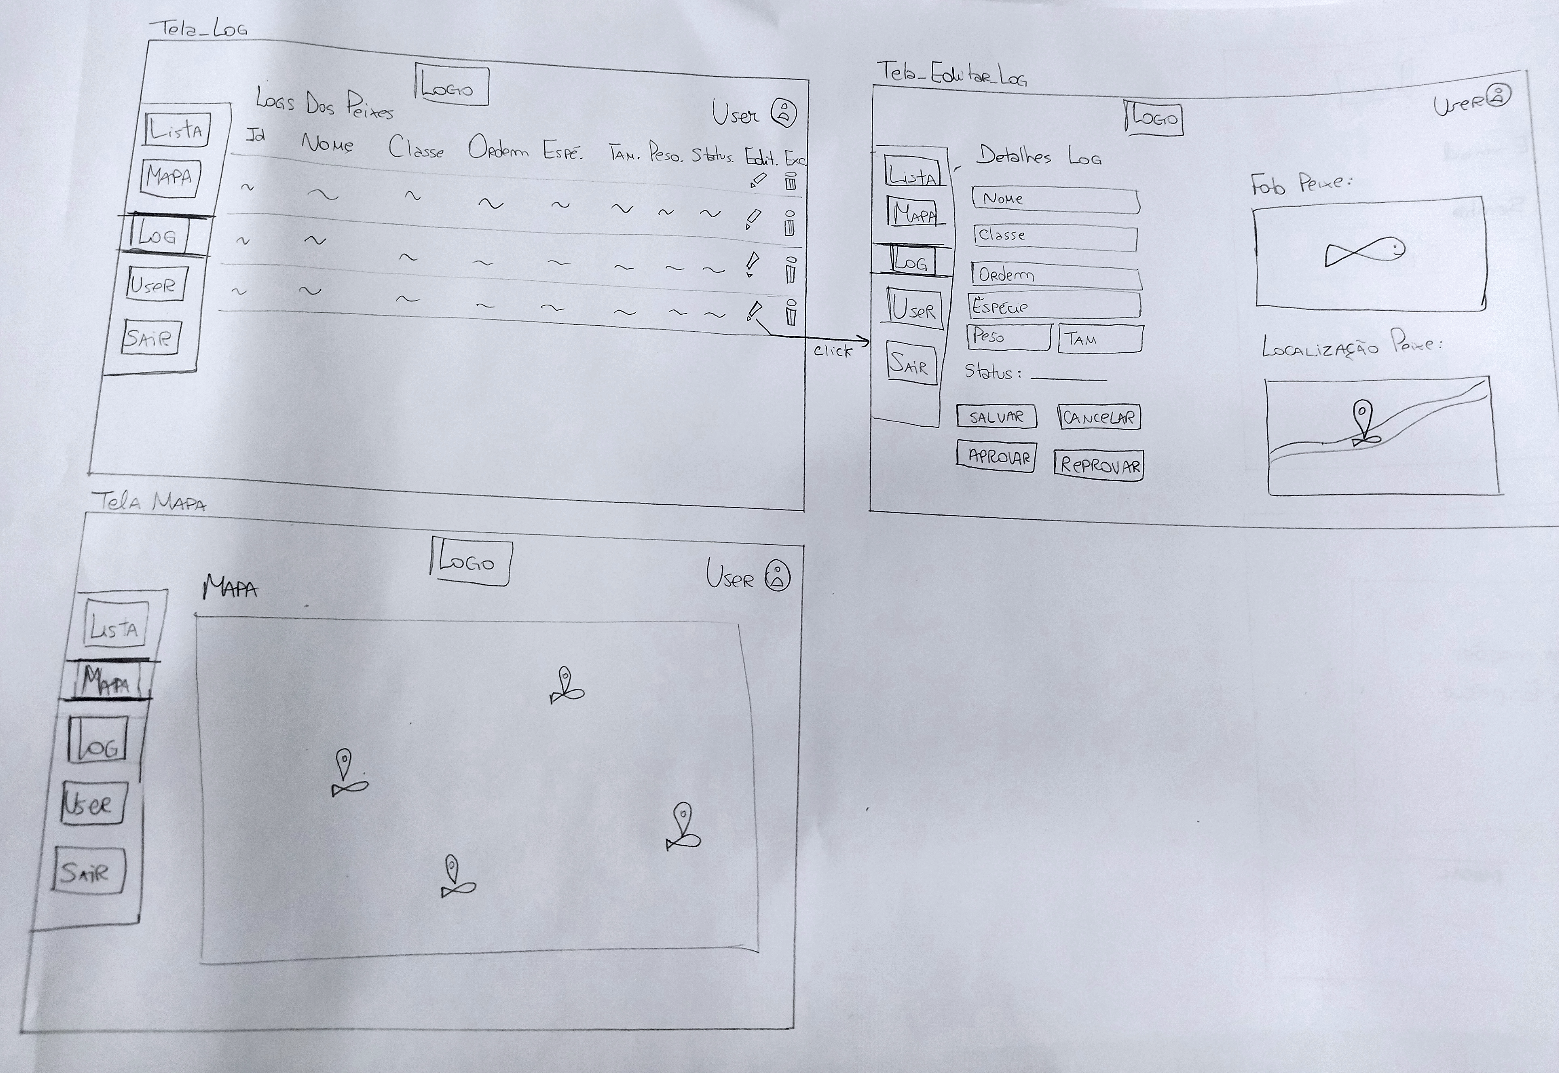 Tela_Log
LOGO
Logs Dos Peixes
User
Id Nome Classe Ordem Espé. TAM. Peso. Status. Edit. Exc
Lista
MAPA
LOG
User
SAiR
click
Tela_Editar_Log
LOGO
User
Detalhes Log
Lista
MAPA
LOG
User
SAiR
Nome
Classe
Ordem
Espécie
Peso TAM
Status:
SALVAR CANCELAR
APROVAR REPROVAR
Foto Peixe:
LOCALIZAÇÃO Peixe:
Tela MAPA
LOGO
User
MAPA
LISTA
MAPA
LOG
User
SAiR